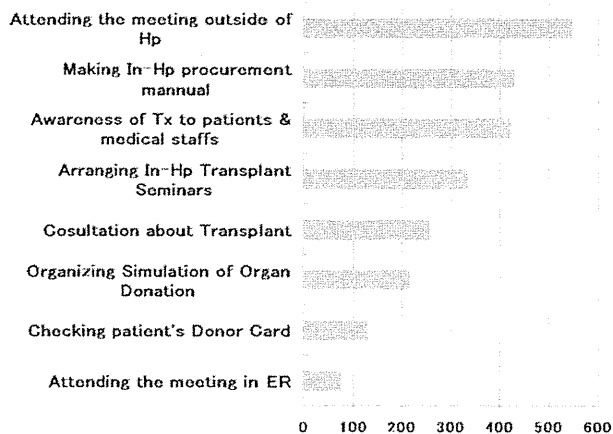 Attending the meeting outside of
Hp
Making In-Hp procurement
mannual
Awareness of Tx to patients &
medical staffs
Arranging In-Hp Transplant
Seminars
Cosultation about Transplant
Organizing Simulation of Organ
Donation
Checking patient's Donor Card
Attending the meeting in ER
0 100 200 300 400 500 600